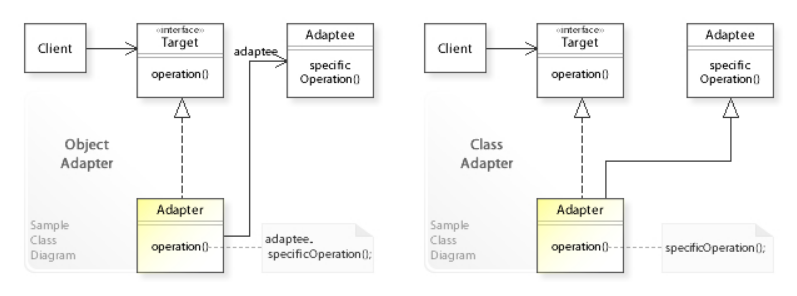 Client
«interface»
Target
operation()
adaptee
Adaptee
specific
Operation()
Object
Adapter
Adapter
operation()
adaptee.
specificOperation();
Sample
Class
Diagram
Client
«interface»
Target
operation()
Adaptee
specific
Operation()
Class
Adapter
Adapter
operation()
specificOperation();
Sample
Class
Diagram